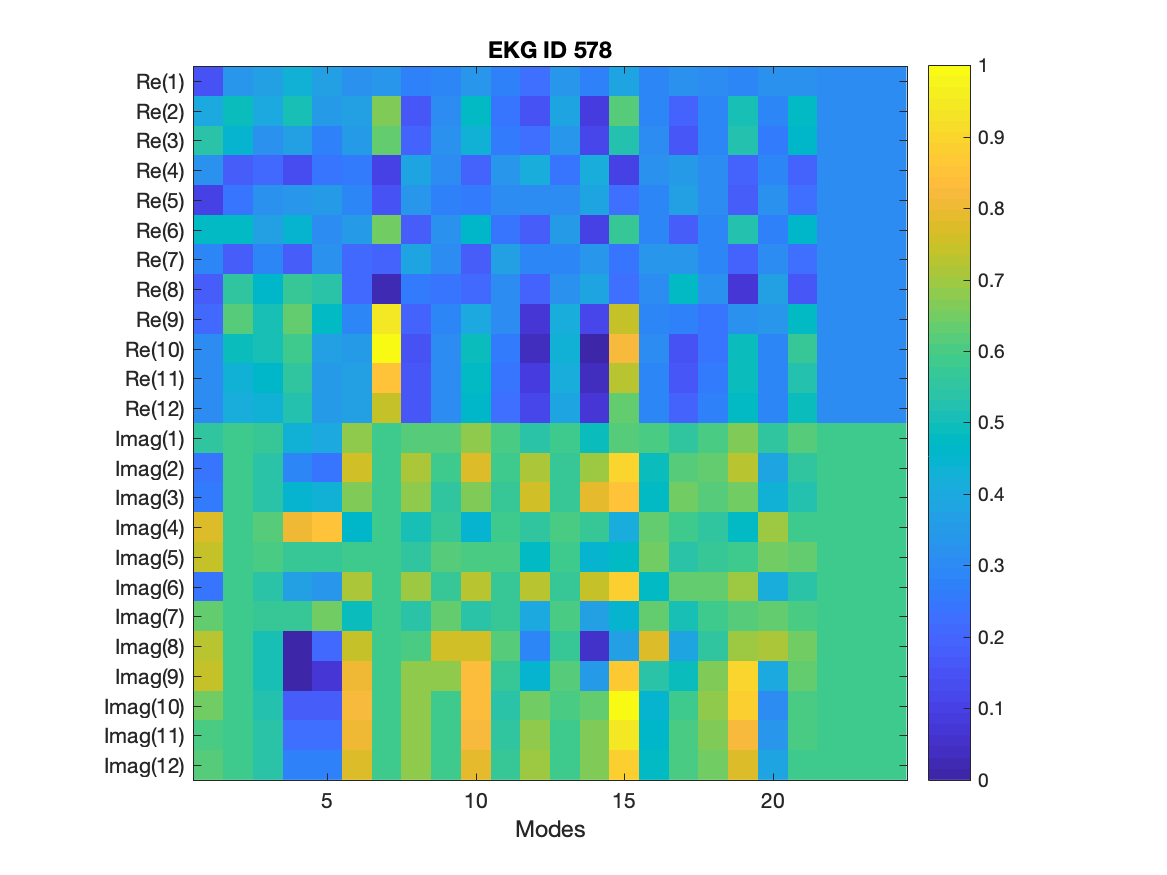 EKG ID 578
Re(1)
Re(2)
Re(3)
Re(4)
Re(5)
Re(6)
Re(7)
Re(8)
Re(9)
Re(10)
Re(11)
Re(12)
Imag(1)
Imag(2)
Imag(3)
Imag(4)
Imag(5)
Imag(6)
Imag(7)
Imag(8)
Imag(9)
Imag(10)
Imag(11)
Imag(12)
5 10 15 20
Modes
1
0.9
0.8
0.7
0.6
0.5
0.4
0.3
0.2
0.1
0